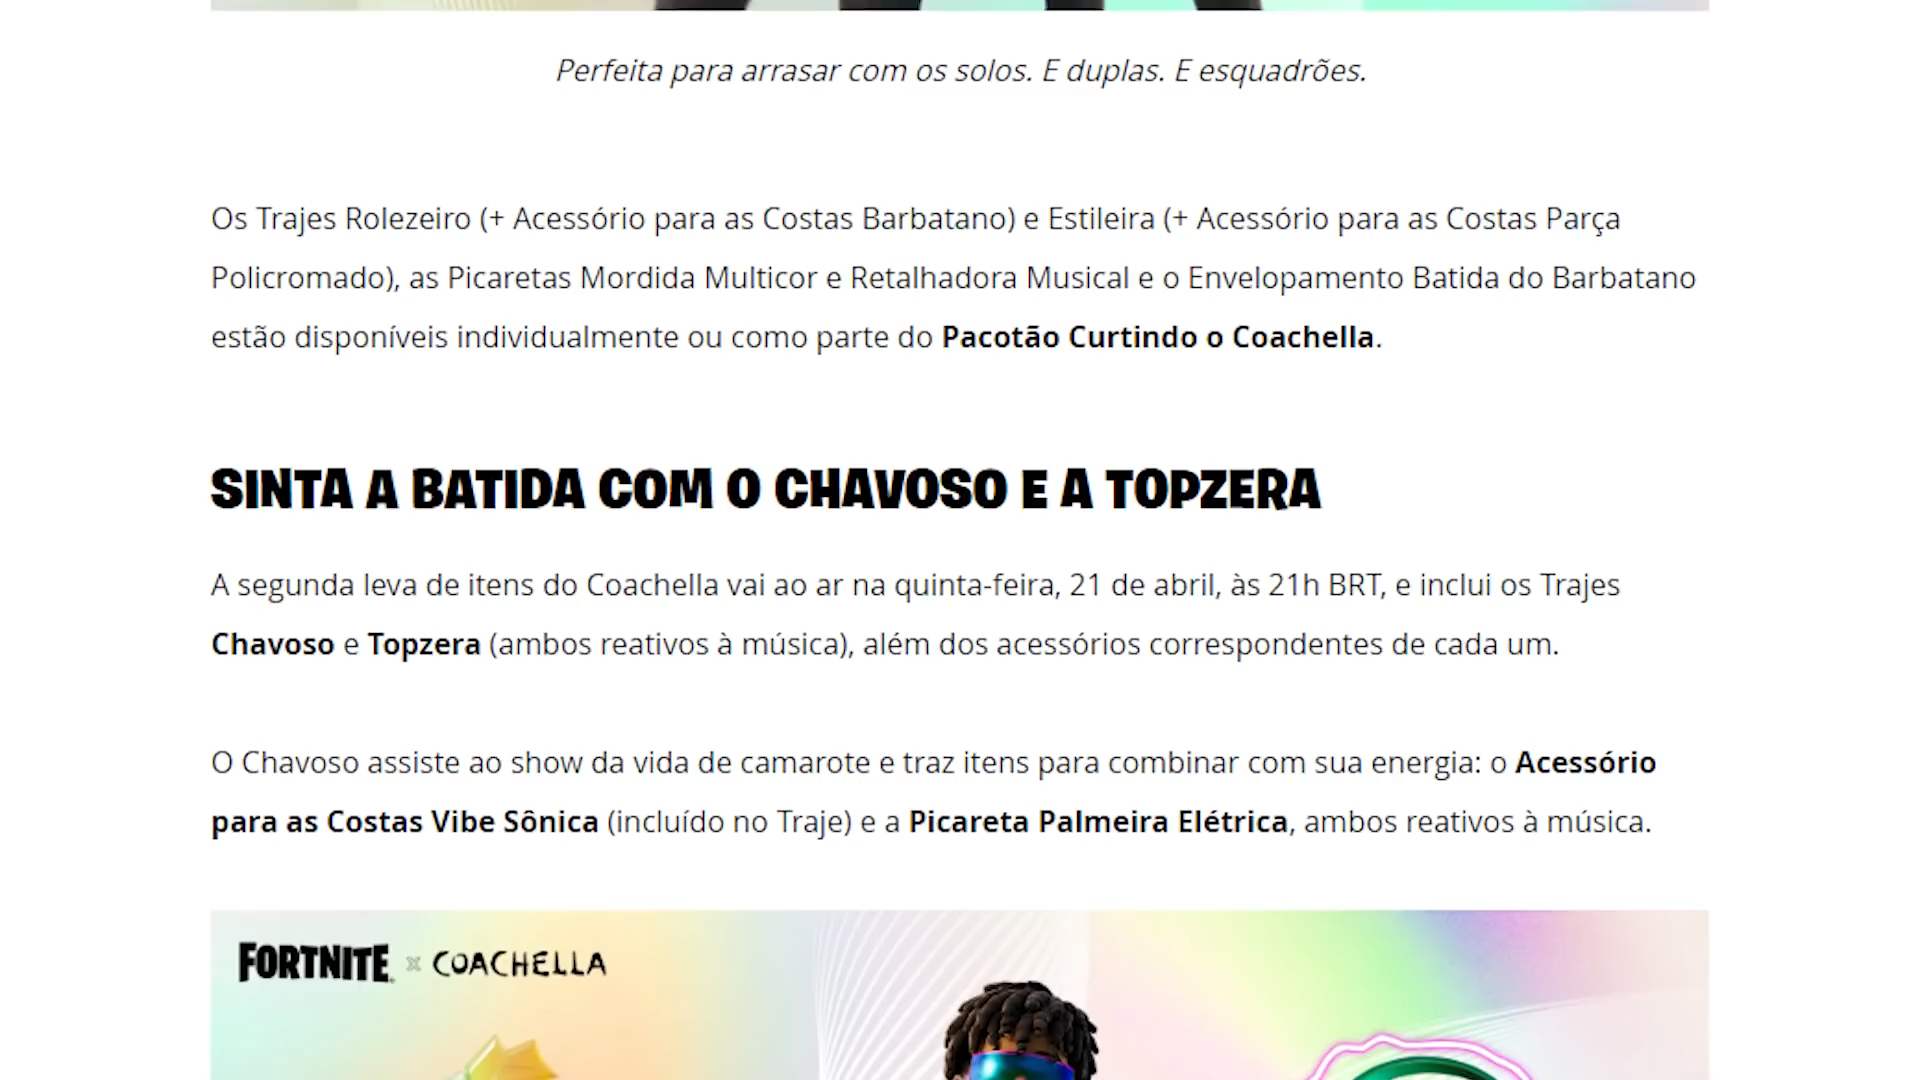 Perfeita para arrasar com os solos. E duplas. E esquadrões.
Os Trajes Rolezeiro (+ Acessório para as Costas Barbatano) e Estileira (+ Acessório para as Costas Parça
Policromado), as Picaretas Mordida Multicor e Retalhadora Musical e o Envelopamento Batida do Barbatano
estão disponíveis individualmente ou como parte do Pacotão Curtindo o Coachella.
SINTA A BATIDA COM O CHAVOSO E A TOPZERA
A segunda leva de itens do Coachella vai ao ar na quinta-feira, 21 de abril, às 21h BRT, e inclui os Trajes
Chavoso e Topzera (ambos reativos à música), além dos acessórios correspondentes de cada um.
O Chavoso assiste ao show da vida de camarote e traz itens para combinar com sua energia: o Acessório
para as Costas Vibe Sônica (incluído no Traje) e a Picareta Palmeira Elétrica, ambos reativos à música.
FORTNITE x COACHELLA